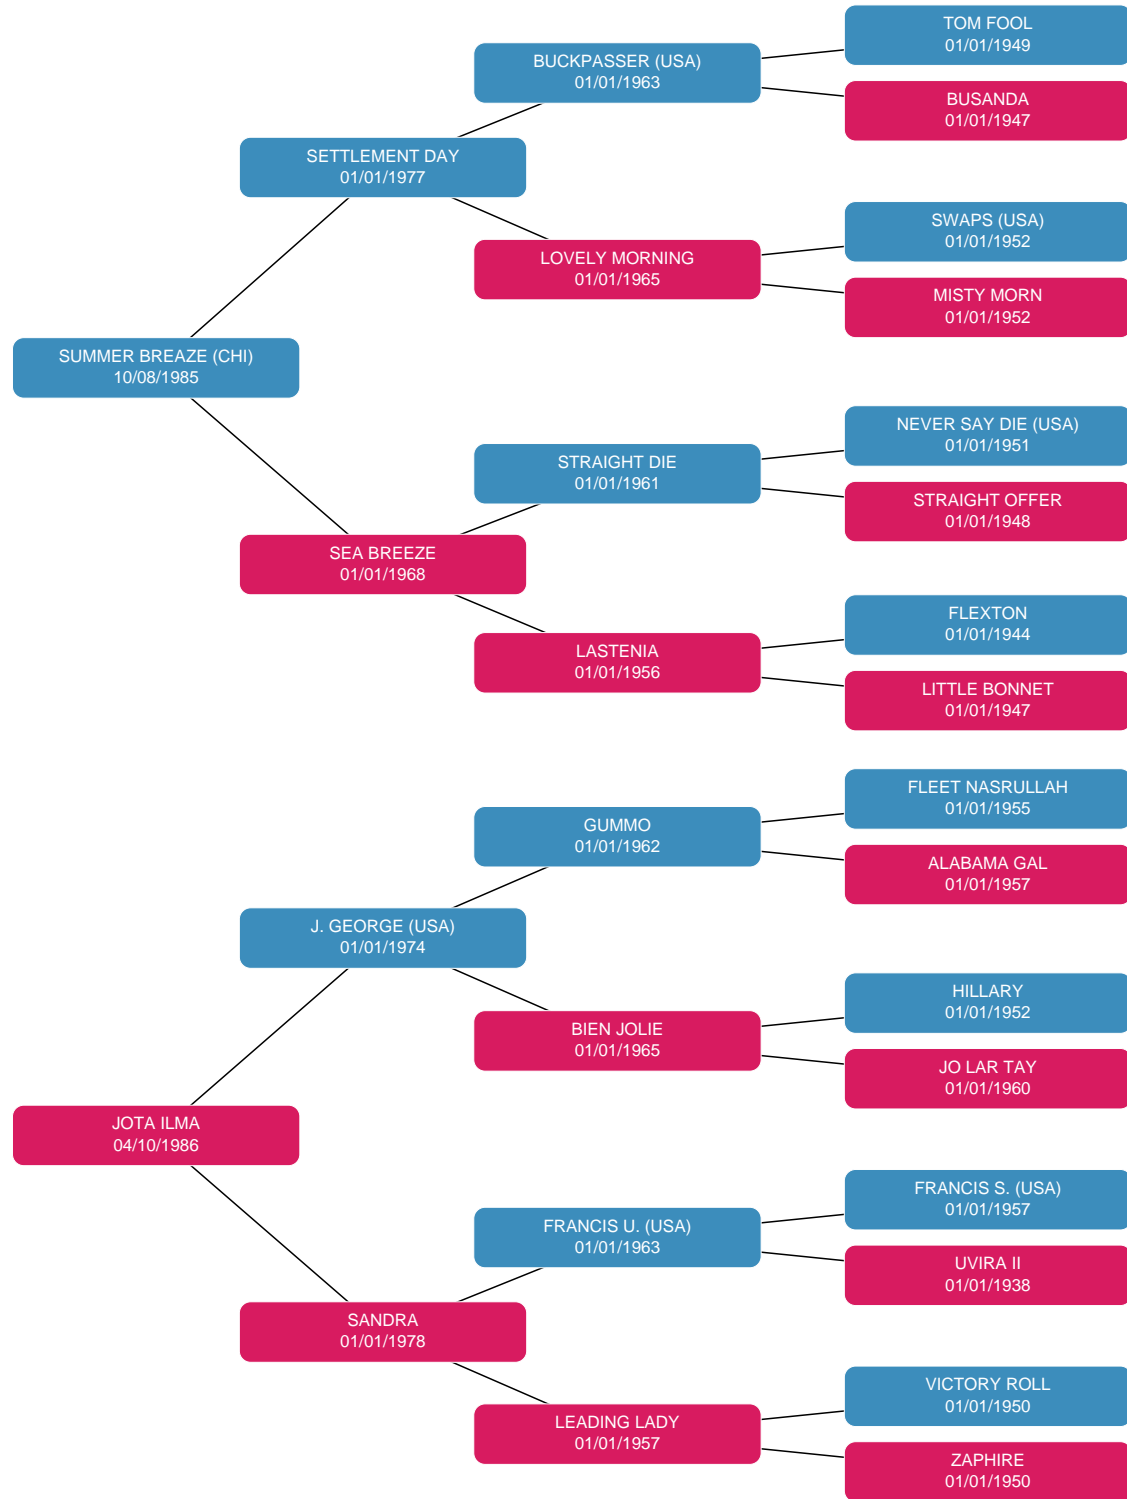 TOM FOOL
01/01/1949
BUCKPASSER (USA)
01/01/1963
BUSANDA
01/01/1947
SETTLEMENT DAY
01/01/1977
SWAPS (USA)
01/01/1952
LOVELY MORNING
01/01/1965
MISTY MORN
01/01/1952
SUMMER BREAZE (CHI)
10/08/1985
NEVER SAY DIE (USA)
01/01/1951
STRAIGHT DIE
01/01/1961
STRAIGHT OFFER
01/01/1948
SEA BREEZE
01/01/1968
FLEXTON
01/01/1944
LASTENIA
01/01/1956
LITTLE BONNET
01/01/1947
FLEET NASRULLAH
01/01/1955
GUMMO
01/01/1962
ALABAMA GAL
01/01/1957
J. GEORGE (USA)
01/01/1974
HILLARY
01/01/1952
BIEN JOLIE
01/01/1965
JO LAR TAY
01/01/1960
JOTA ILMA
04/10/1986
FRANCIS S. (USA)
01/01/1957
FRANCIS U. (USA)
01/01/1963
UVIRA II
01/01/1938
SANDRA
01/01/1978
VICTORY ROLL
01/01/1950
LEADING LADY
01/01/1957
ZAPHIRE
01/01/1950